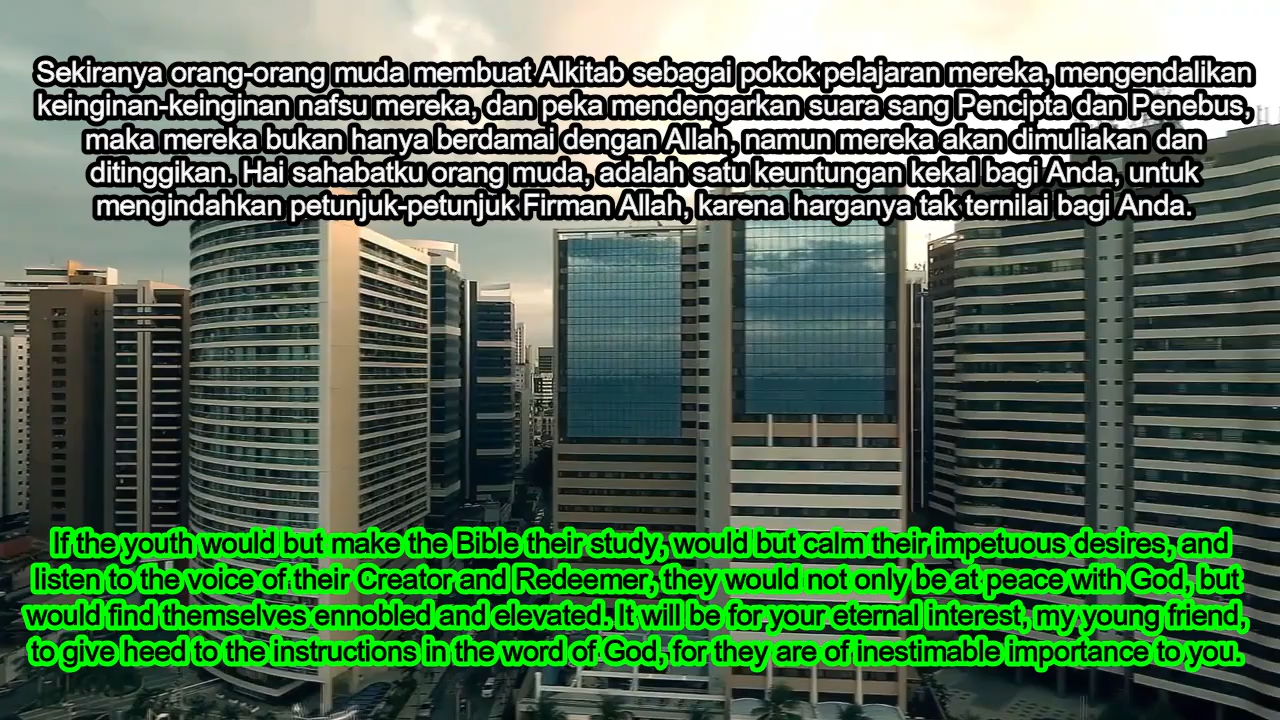 Sekiranya orang-orang muda membuat Alkitab sebagai pokok pelajaran mereka, mengendalikan
keinginan-keinginan nafsu mereka, dan peka mendengarkan suara sang Pencipta dan Penebus,
maka mereka bukan hanya berdamai dengan Allah, namun mereka akan dimuliakan dan
ditinggikan. Hai sahabatku orang muda, adalah satu keuntungan kekal bagi Anda, untuk
mengindahkan petunjuk-petunjuk Firman Allah, karena harganya tak ternilai bagi Anda.
If the youth would but make the Bible their study, would but calm their impetuous desires, and
listen to the voice of their Creator and Redeemer, they would not only be at peace with God, but
would find themselves ennobled and elevated. It will be for your eternal interest, my young friend,
to give heed to the instructions in the word of God, for they are of inestimable importance to you.